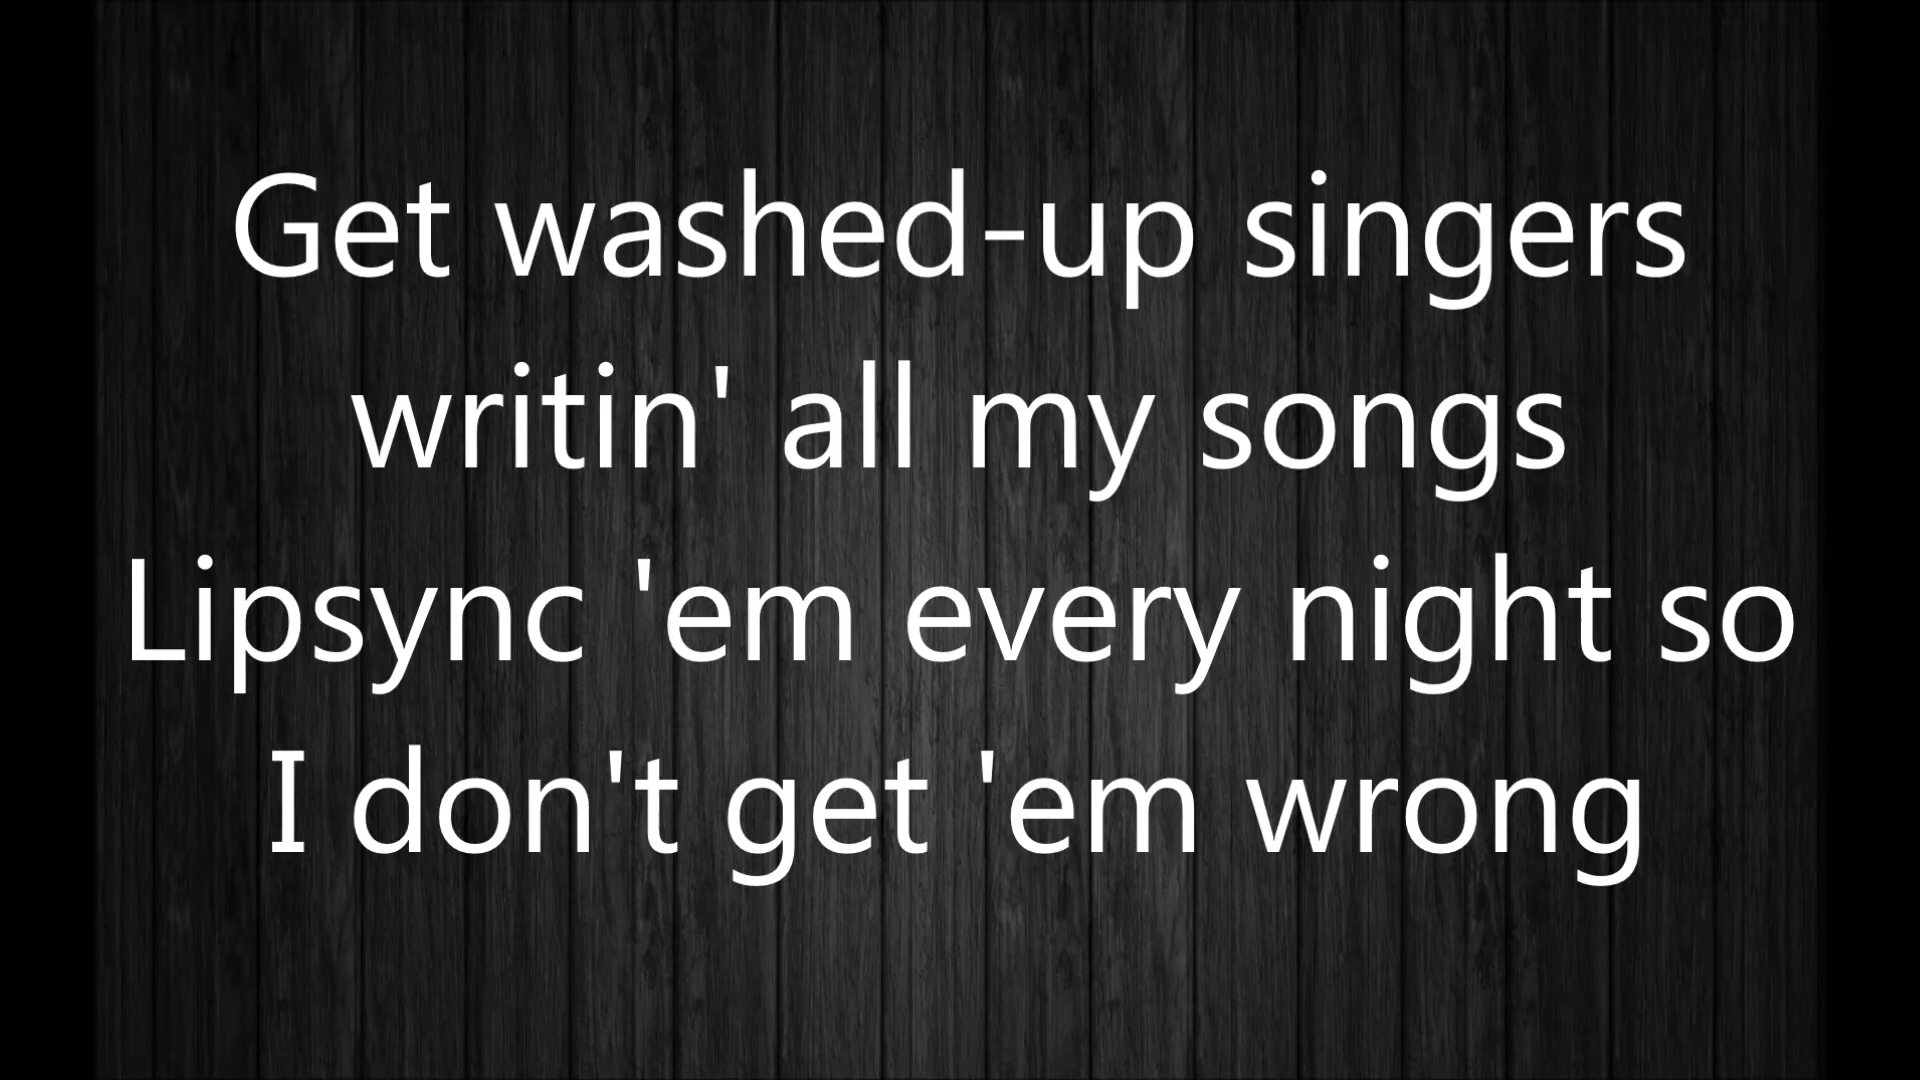 Get washed-up singers
writin' all my songs
Lipsync 'em every night so
I don't get 'em wrong